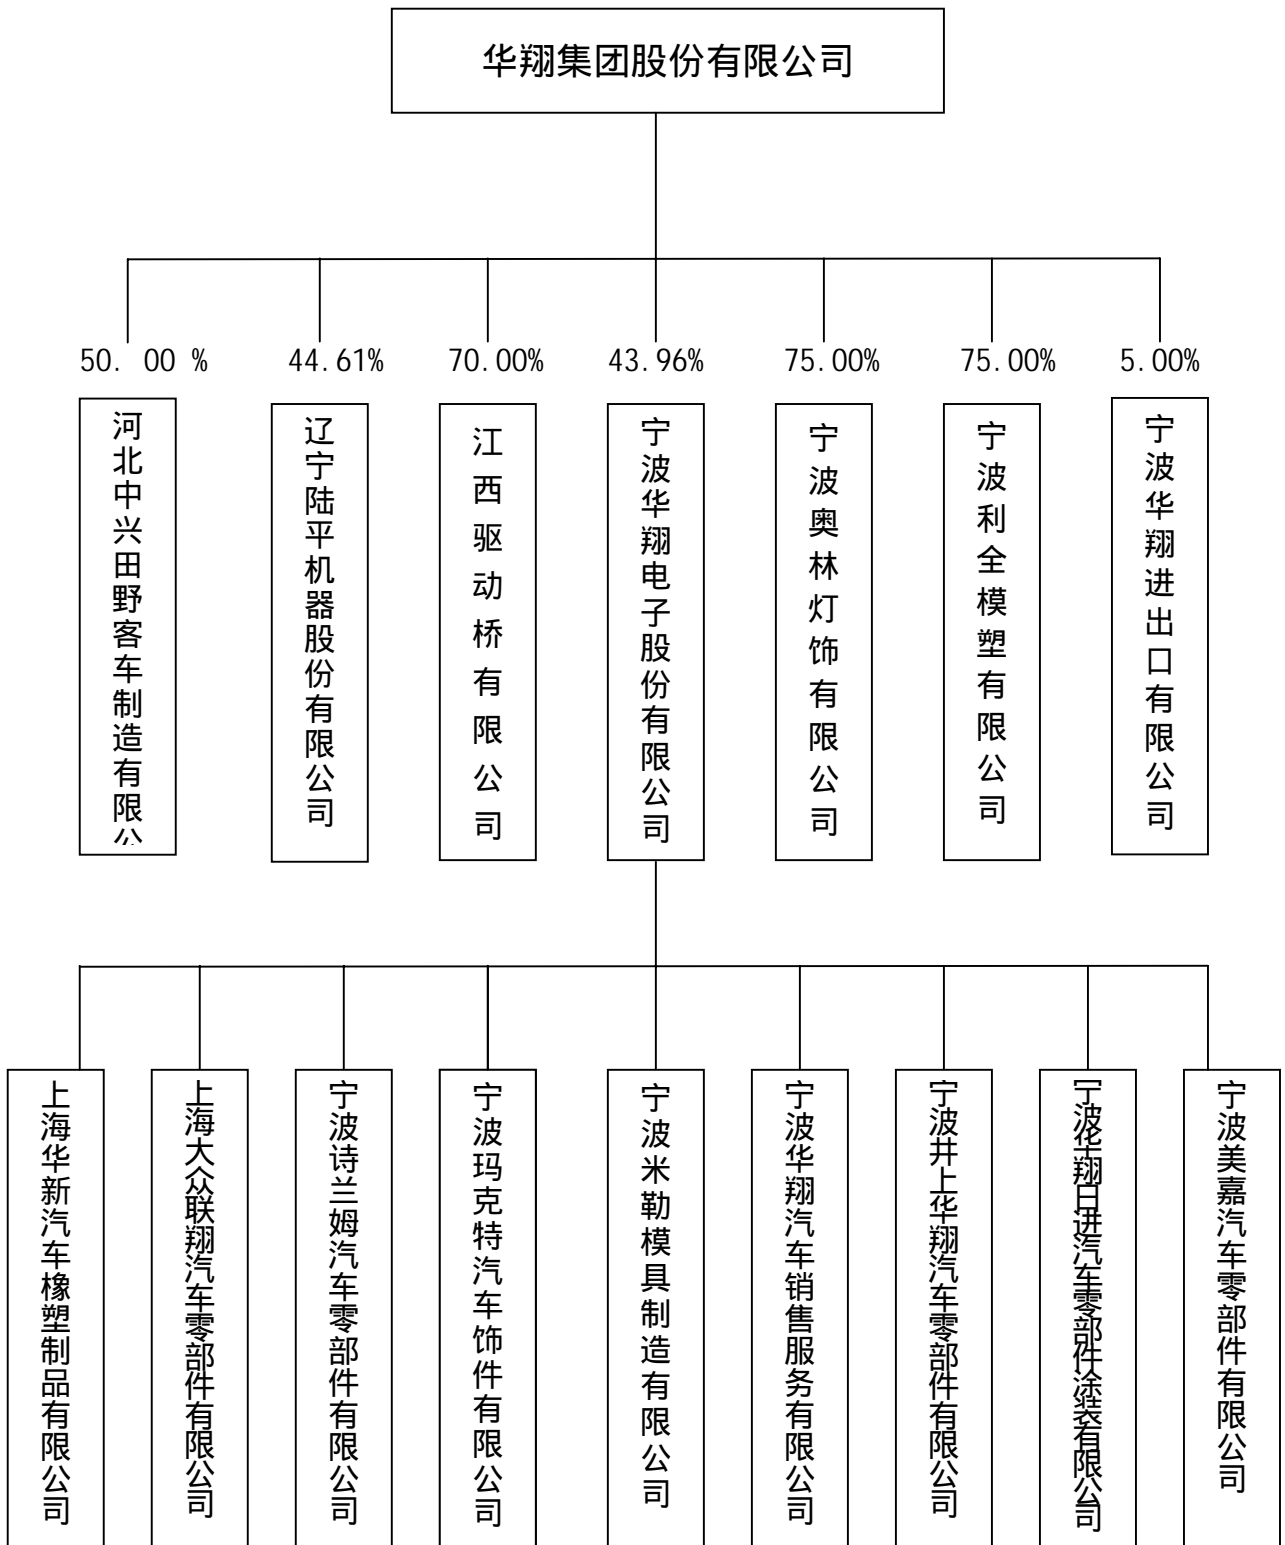 华翔集团股份有限公司
50. 00 %
44.61%
70.00%
43.96%
75.00%
75.00%
5.00%
河北中兴田野客车制造有限公
辽宁陆平机器股份有限公司
江西驱动桥有限公司
宁波华翔电子股份有限公司
宁波奥林灯饰有限公司
宁波利全模塑有限公司
宁波华翔进出口有限公司
上海华新汽车橡塑制品有限公司
上海大众联翔汽车零部件有限公司
宁波诗兰姆汽车零部件有限公司
宁波玛克特汽车饰件有限公司
宁波米勒模具制造有限公司
宁波华翔汽车销售服务有限公司
宁波井上华翔汽车零部件有限公司
宁波华翔日进汽车零部件涂装有限公司
宁波美嘉汽车零部件有限公司